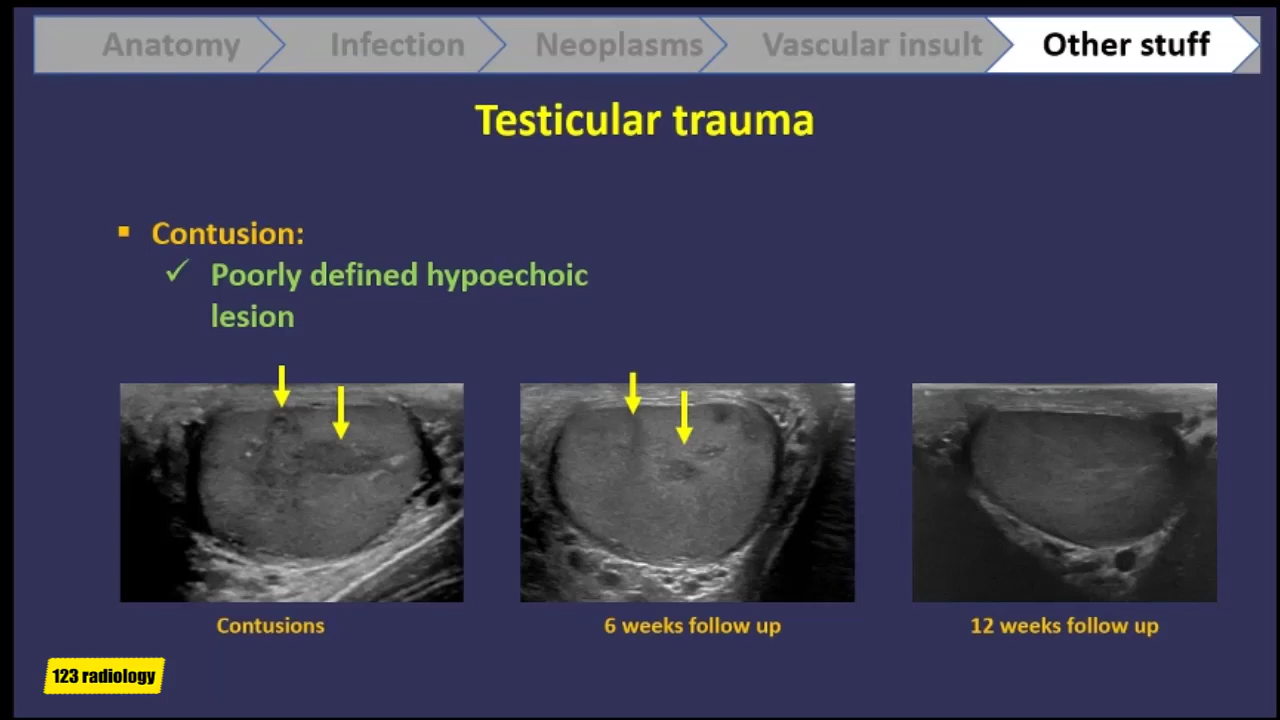 Anatomy Infection Neoplasms Vascular insult Other stuff
Testicular trauma
▪ Contusion:
✓ Poorly defined hypoechoic
lesion
Contusions
6 weeks follow up
12 weeks follow up
123 radiology